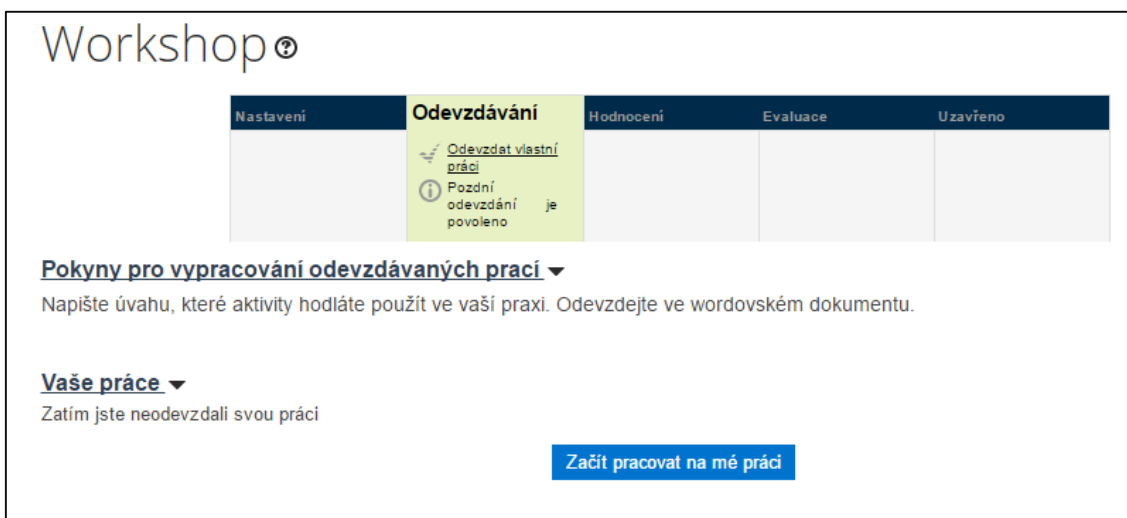 Workshop
Nastavení
Odevzdávání
Hodnocení
Evaluace
Uzavřeno
Odevzdat vlastní
práci
Pozdní
odevzdání je
povoleno
Pokyny pro vypracování odevzdávaných prací
Napište úvahu, které aktivity hodláte použít ve vaší praxi. Odevzdejte ve wordovském dokumentu.
Vaše práce
Zatím jste neodevzdali svou práci
Začít pracovat na mé práci